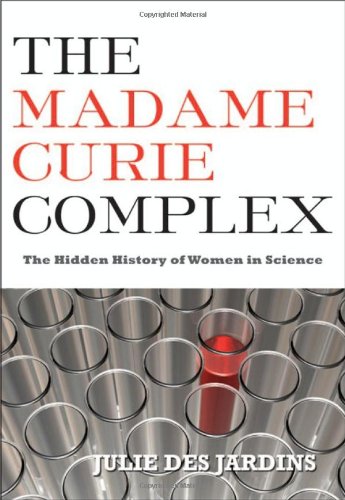 Copyrighted Material
THE
MADAME
CURIE
COMPLEX
The Hidden History of Women in Science
JULIE DES JARDINS